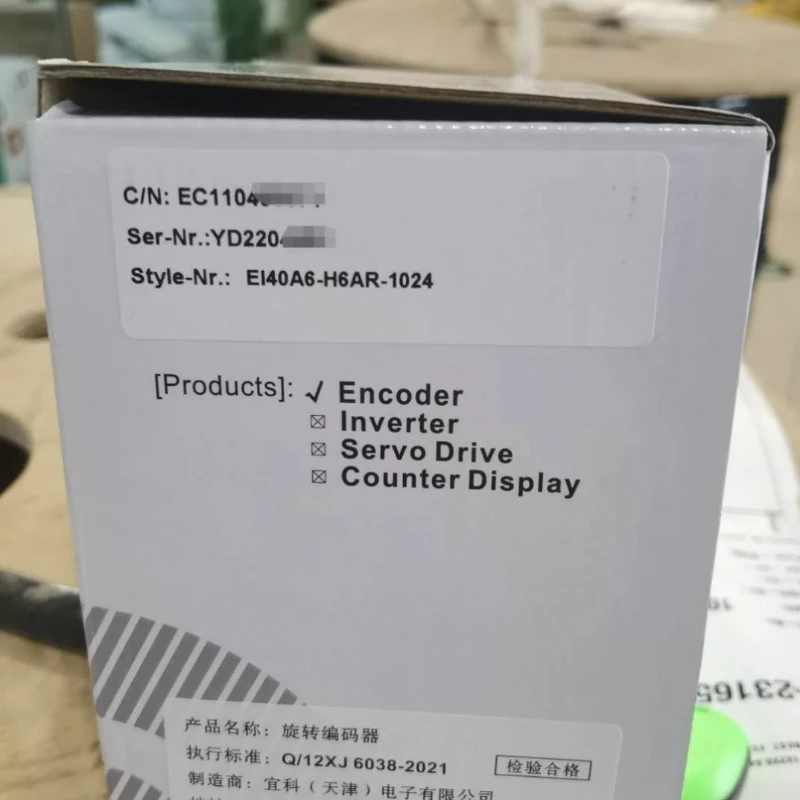 C/N: EC1104
Ser-Nr.:YD220
Style-Nr.: EI40A6-H6AR-1024
[Products]: √ Encoder
☒ Inverter
☒ Servo Drive
☒ Counter Display
产品名称：旋转编码器
执行标准：Q/12XJ 6038-2021
检验合格
制造商：宜科（天津）电子有限公司
-23165